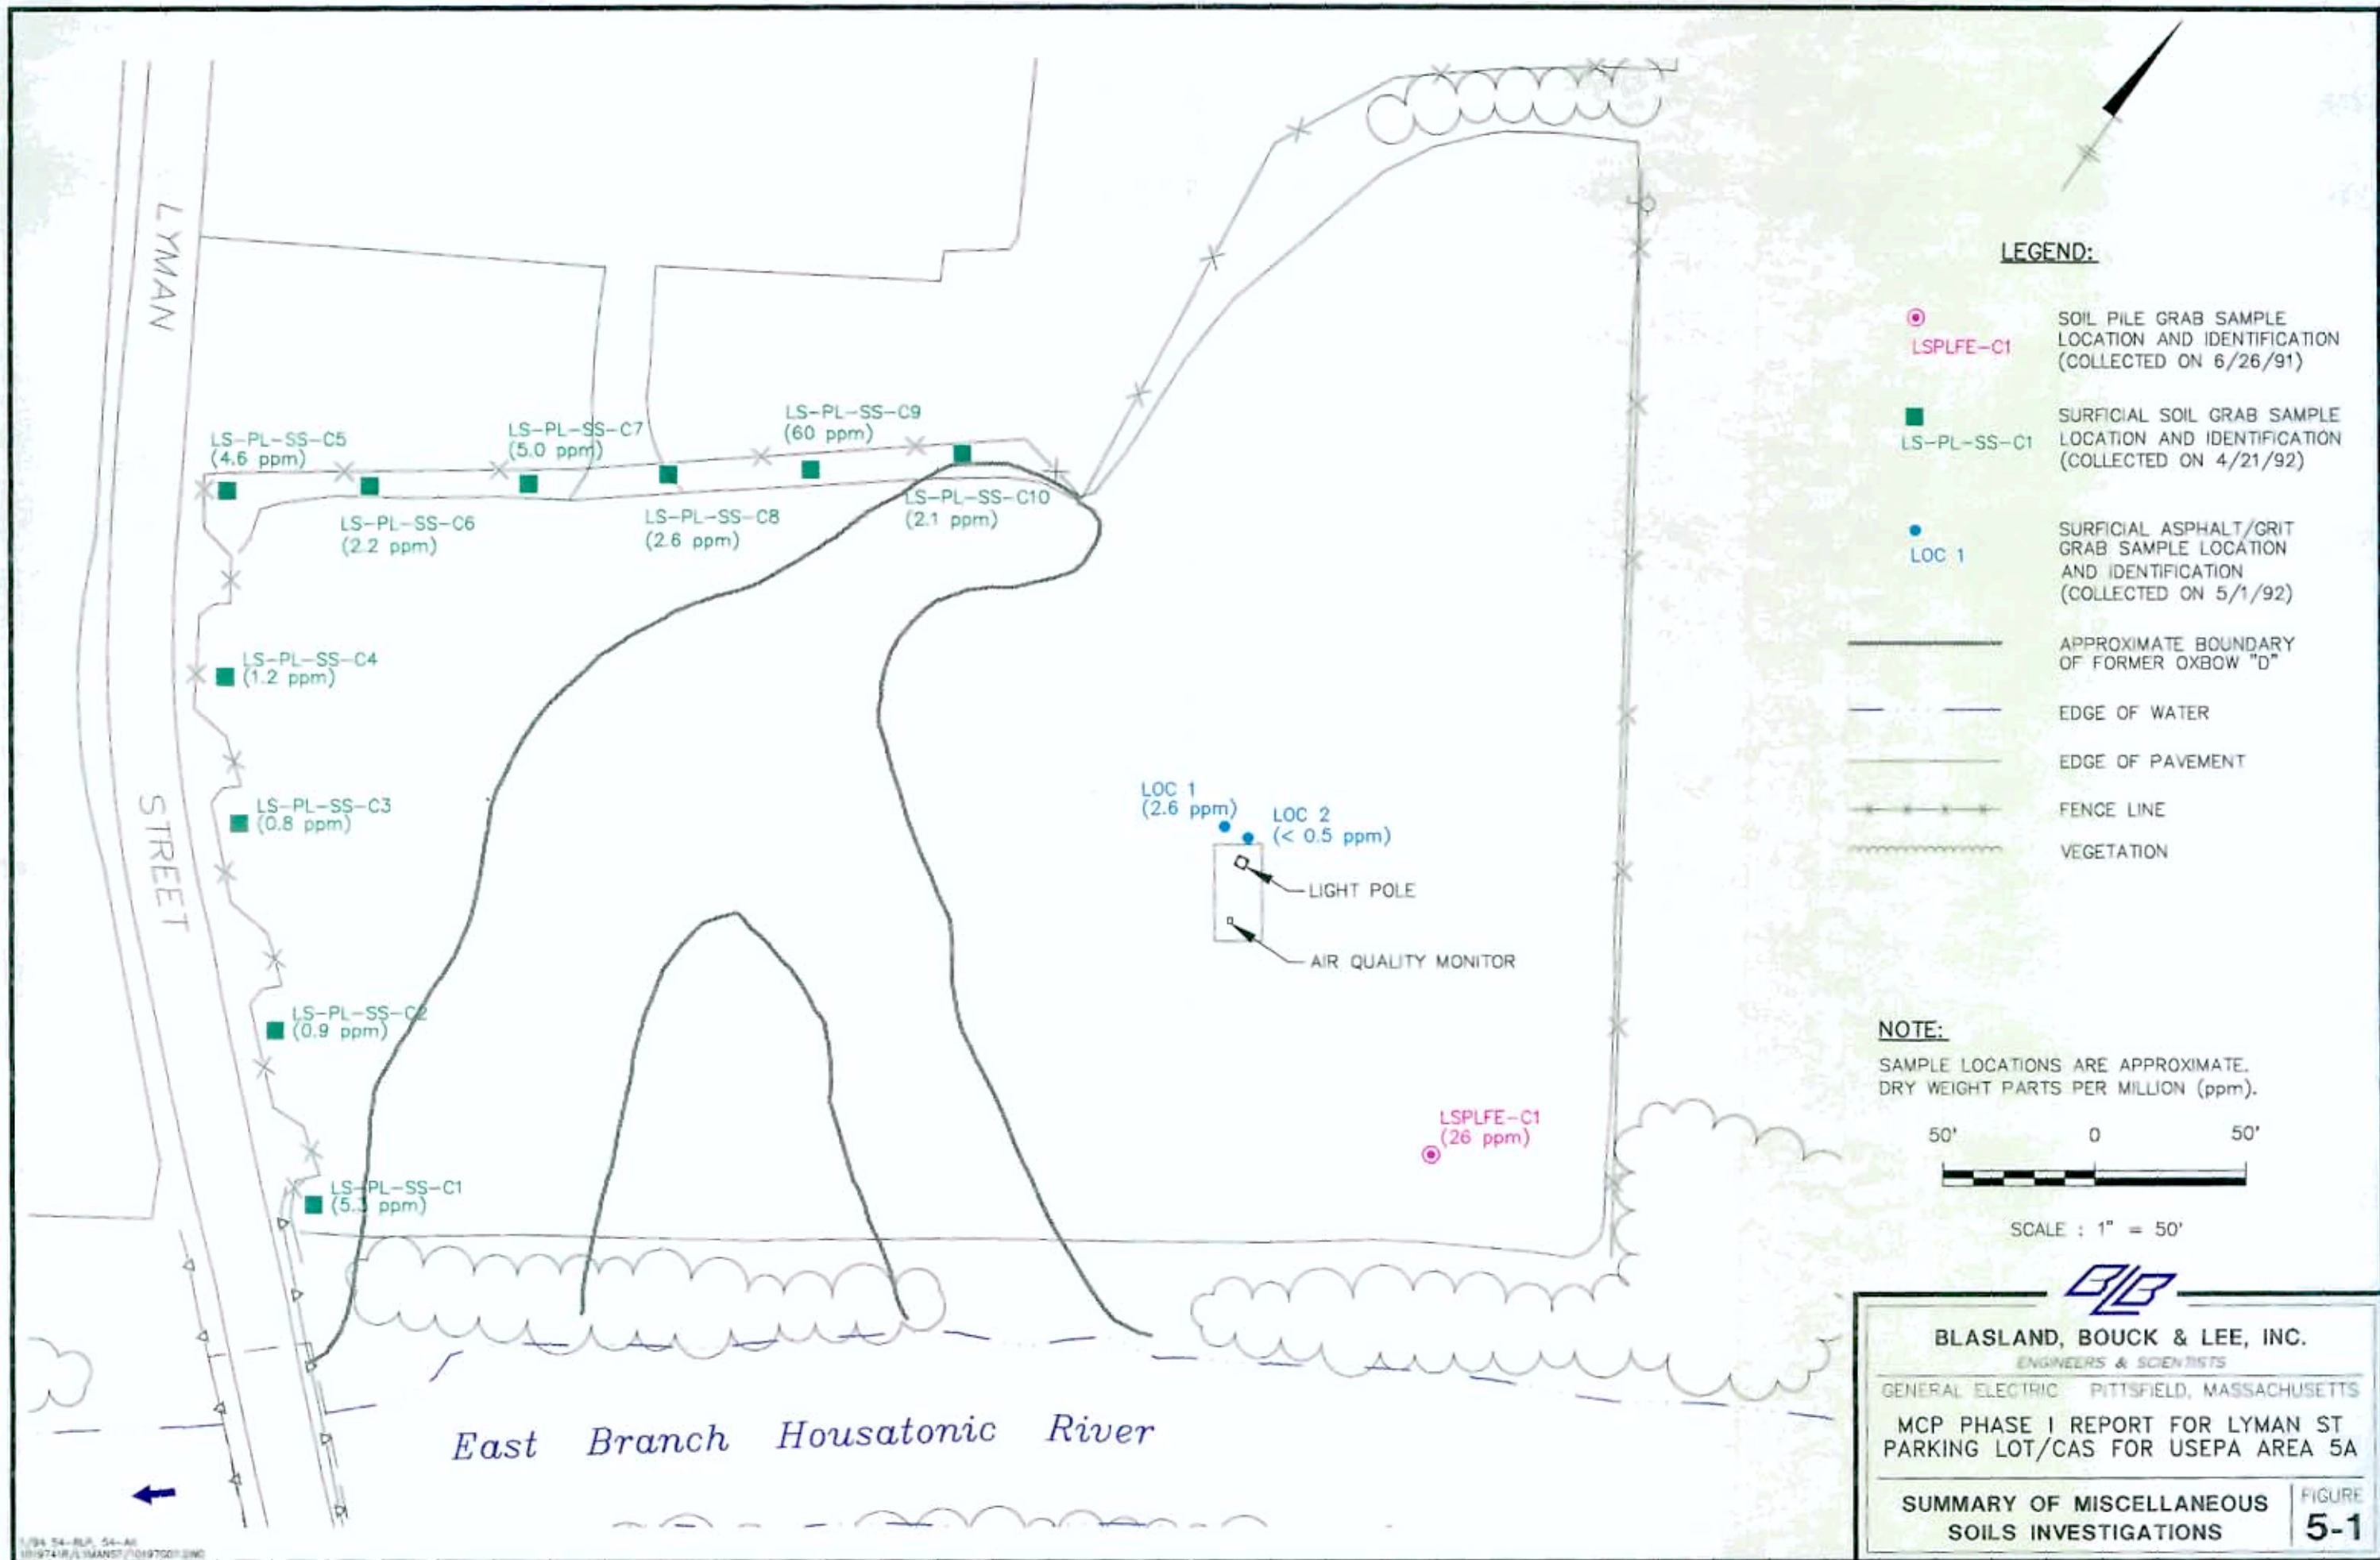 LYMAN
STREET
LS-PL-SS-C5
(4.6 ppm)
LS-PL-SS-C6
(2.2 ppm)
LS-PL-SS-C7
(5.0 ppm)
LS-PL-SS-C8
(2.6 ppm)
LS-PL-SS-C9
(60 ppm)
LS-PL-SS-C10
(2.1 ppm)
LS-PL-SS-C4
(1.2 ppm)
LS-PL-SS-C3
(0.8 ppm)
LS-PL-SS-C2
(0.9 ppm)
LS-PL-SS-C1
ppm)
LOC 1
(2.6 ppm)
LOC 2
(< 0.5 ppm)
LIGHT POLE
AIR QUALITY MONITOR
LSPLFE-C1
(26 ppm)
East Branch Housatonic River
LEGEND:
LSPLFE-C1
SOIL PILE GRAB SAMPLE
LOCATION AND IDENTIFICATION
(COLLECTED ON 6/26/91)
LS-PL-SS-C1
SURFICIAL SOIL GRAB SAMPLE
LOCATION AND IDENTIFICATION
(COLLECTED ON 4/21/92)
LOC 1
SURFICIAL ASPHALT/GRIT
GRAB SAMPLE LOCATION
AND IDENTIFICATION
(COLLECTED ON 5/1/92)
APPROXIMATE BOUNDARY
OF FORMER OXBOW "D"
EDGE OF WATER
EDGE OF PAVEMENT
FENCE LINE
VEGETATION
NOTE:
SAMPLE LOCATIONS ARE APPROXIMATE.
DRY WEIGHT PARTS PER MILLION (ppm).
50' 0 50'
SCALE : 1" = 50'
BLB
BLASLAND, BOUCK & LEE, INC.
ENGINEERS & SCIENTISTS
GENERAL ELECTRIC PITTSFIELD, MASSACHUSETTS
MCP PHASE I REPORT FOR LYMAN ST
PARKING LOT/CAS FOR USEPA AREA 5A
SUMMARY OF MISCELLANEOUS
SOILS INVESTIGATIONS
FIGURE
5-1